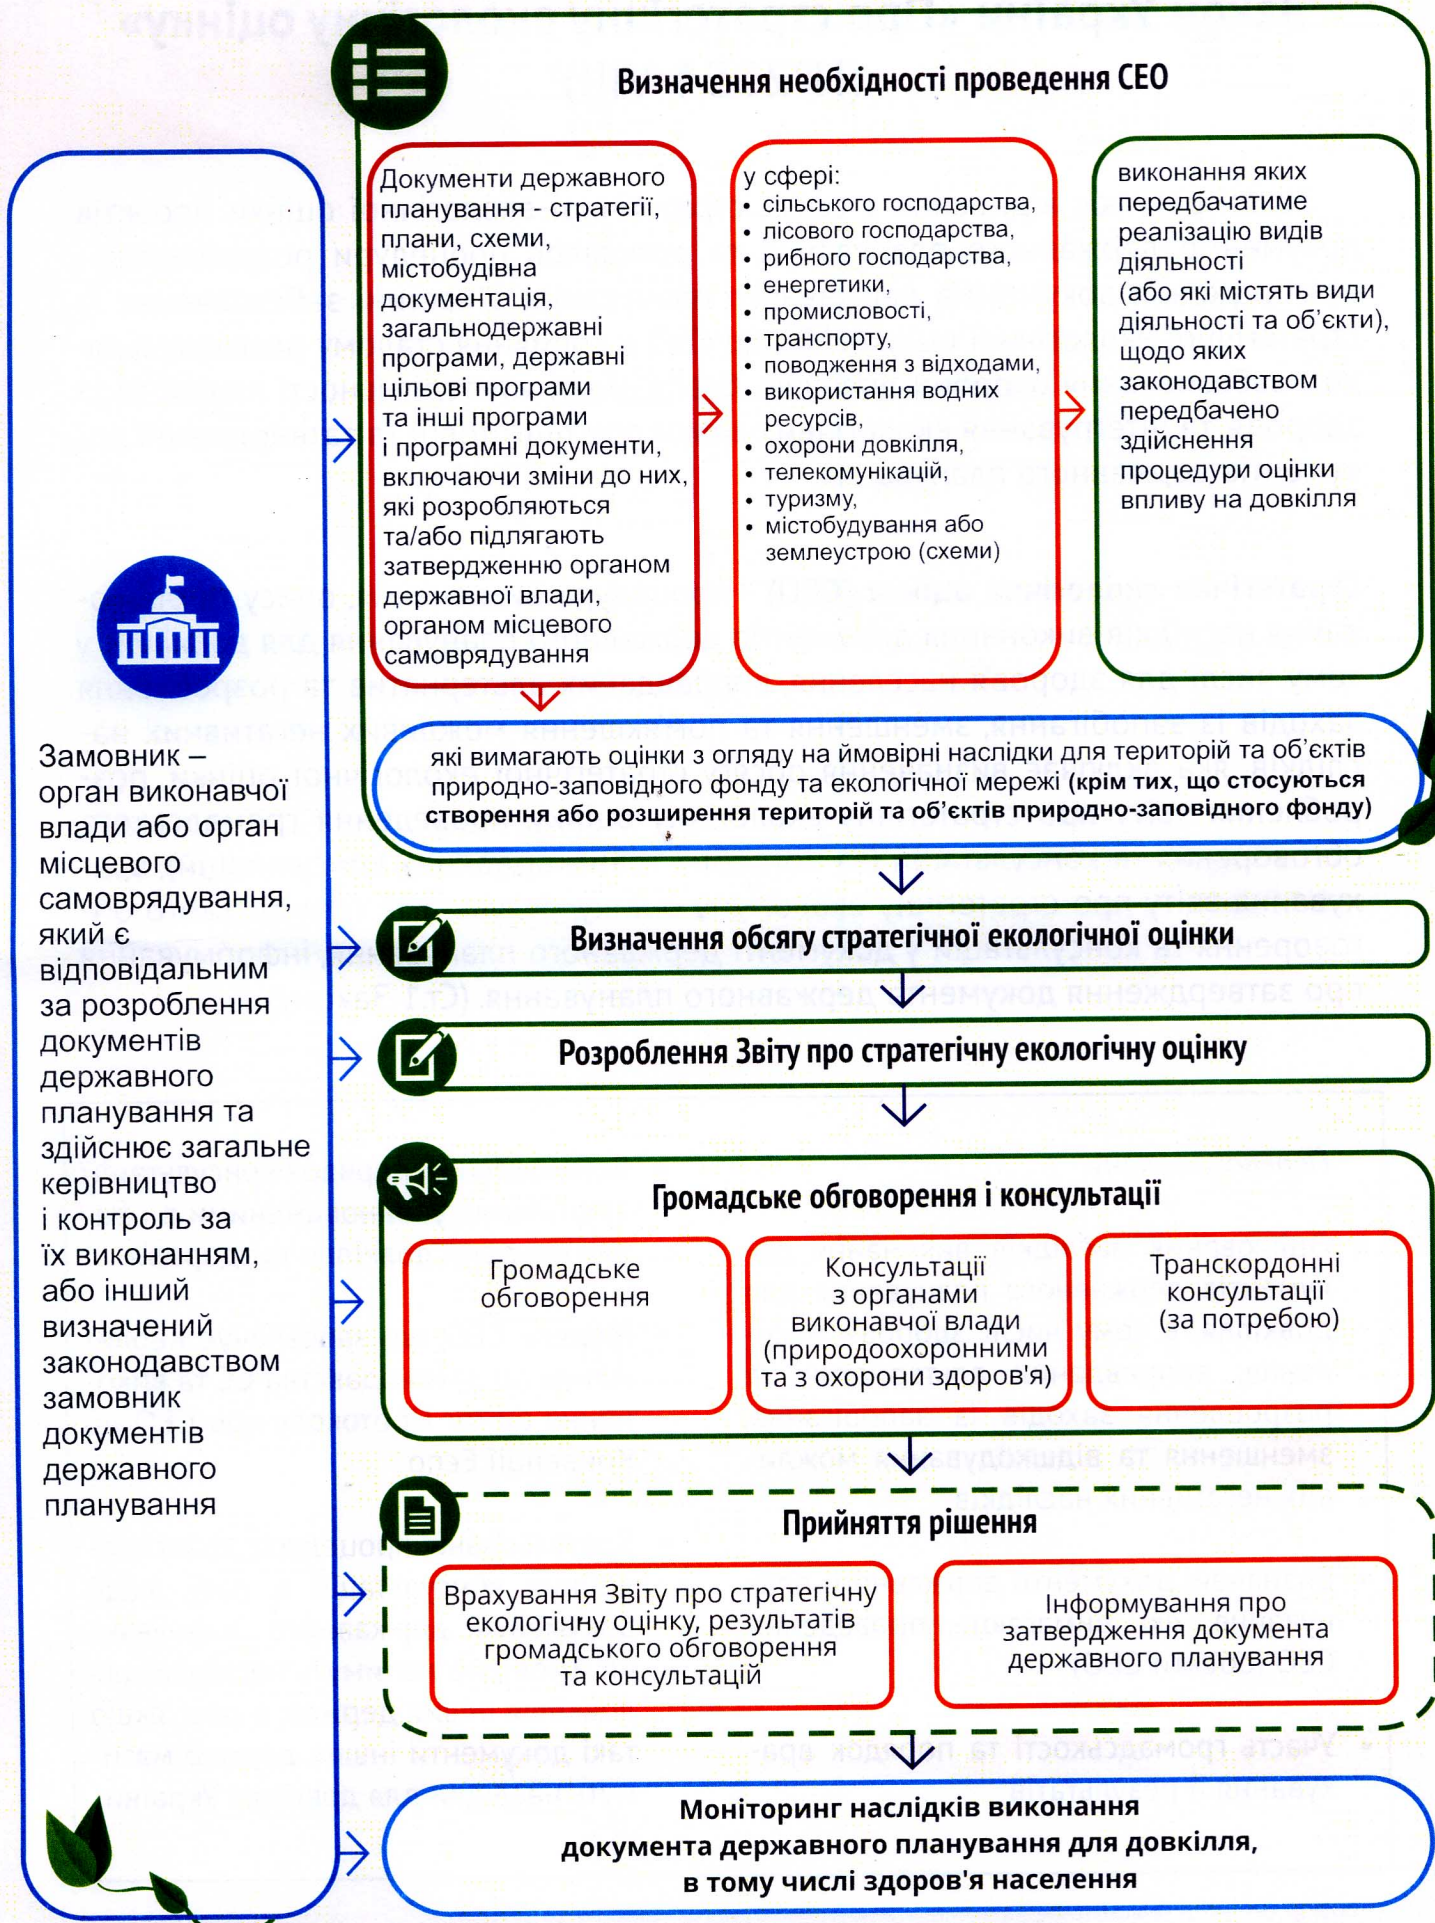 Визначення необхідності проведення СЕО
Документи державного
планування - стратегії,
плани, схеми,
містобудівна
документація,
загальнодержавні
програми, державні
цільові програми
та інші програми
і програмні документи,
включаючи зміни до них,
які розробляються
та/або підлягають
затвердженню органом
державної влади,
органом місцевого
самоврядування
у сфері:
• сільського господарства,
• лісового господарства,
• рибного господарства,
• енергетики,
• промисловості,
• транспорту,
• поводження з відходами,
• використання водних
ресурсів,
• охорони довкілля,
• телекомунікацій,
• туризму,
• містобудування або
землеустрою (схеми)
виконання яких
передбачатиме
реалізацію видів
діяльності
(або які містять види
діяльності та об’єкти),
щодо яких
законодавством
передбачено
здійснення
процедури оцінки
впливу на довкілля
які вимагають оцінки з огляду на ймовірні наслідки для територій та об’єктів
природно-заповідного фонду та екологічної мережі (крім тих, що стосуються
створення або розширення територій та об’єктів природно-заповідного фонду)
Замовник –
орган виконавчої
влади або орган
місцевого
самоврядування,
який є
відповідальним
за розроблення
документів
державного
планування та
здійснює загальне
керівництво
і контроль за
їх виконанням,
або інший
визначений
законодавством
замовник
документів
державного
планування
Визначення обсягу стратегічної екологічної оцінки
Розроблення Звіту про стратегічну екологічну оцінку
Громадське обговорення і консультації
Громадське
обговорення
Консультації
з органами
виконавчої влади
(природоохоронними
та з охорони здоров'я)
Транскордонні
консультації
(за потребою)
Прийняття рішення
Врахування Звіту про стратегічну
екологічну оцінку, результатів
громадського обговорення
та консультацій
Інформування про
затвердження документа
державного планування
Моніторинг наслідків виконання
документа державного планування для довкілля,
в тому числі здоров'я населення